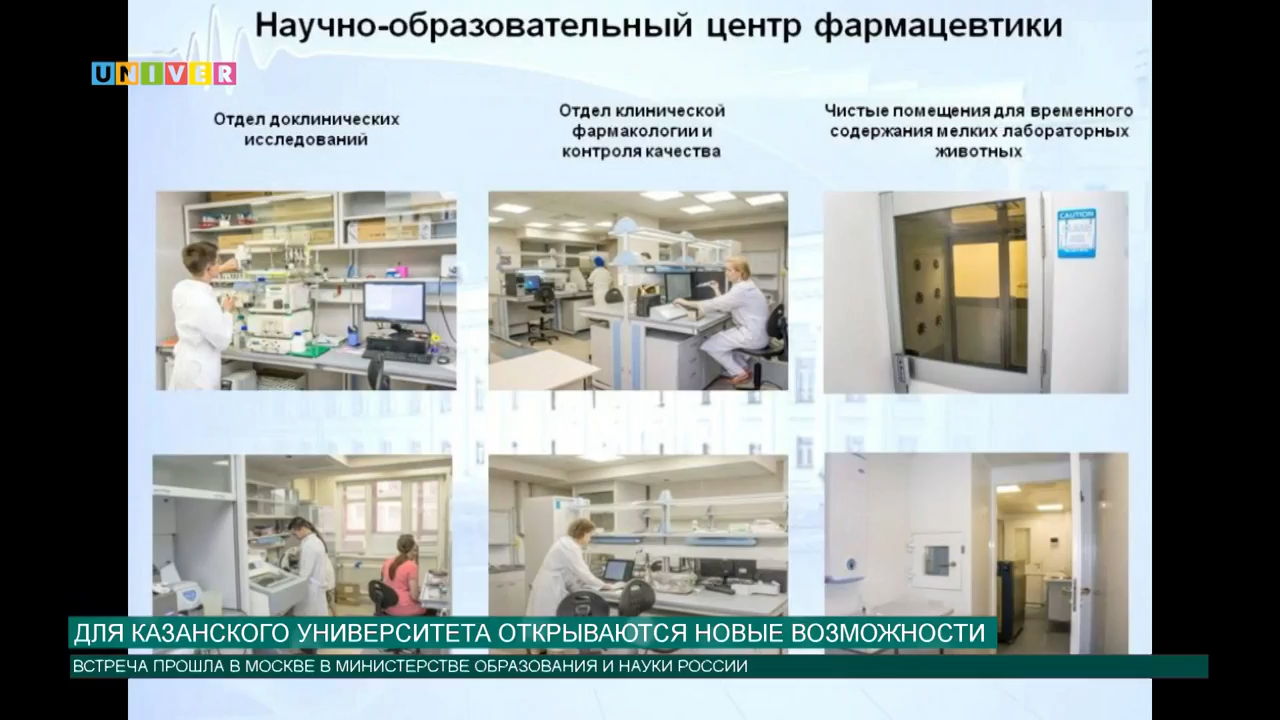 Научно-образовательный центр фармацевтики
UNIVER
Отдел доклинических
исследований
Отдел клинической
фармакологии и
контроля качества
Чистые помещения для временного
содержания мелких лабораторных
животных
CAUTION
ДЛЯ КАЗАНСКОГО УНИВЕРСИТЕТА ОТКРЫВАЮТСЯ НОВЫЕ ВОЗМОЖНОСТИ
ВСТРЕЧА ПРОШЛА В МОСКВЕ В МИНИСТЕРСТВЕ ОБРАЗОВАНИЯ И НАУКИ РОССИИ